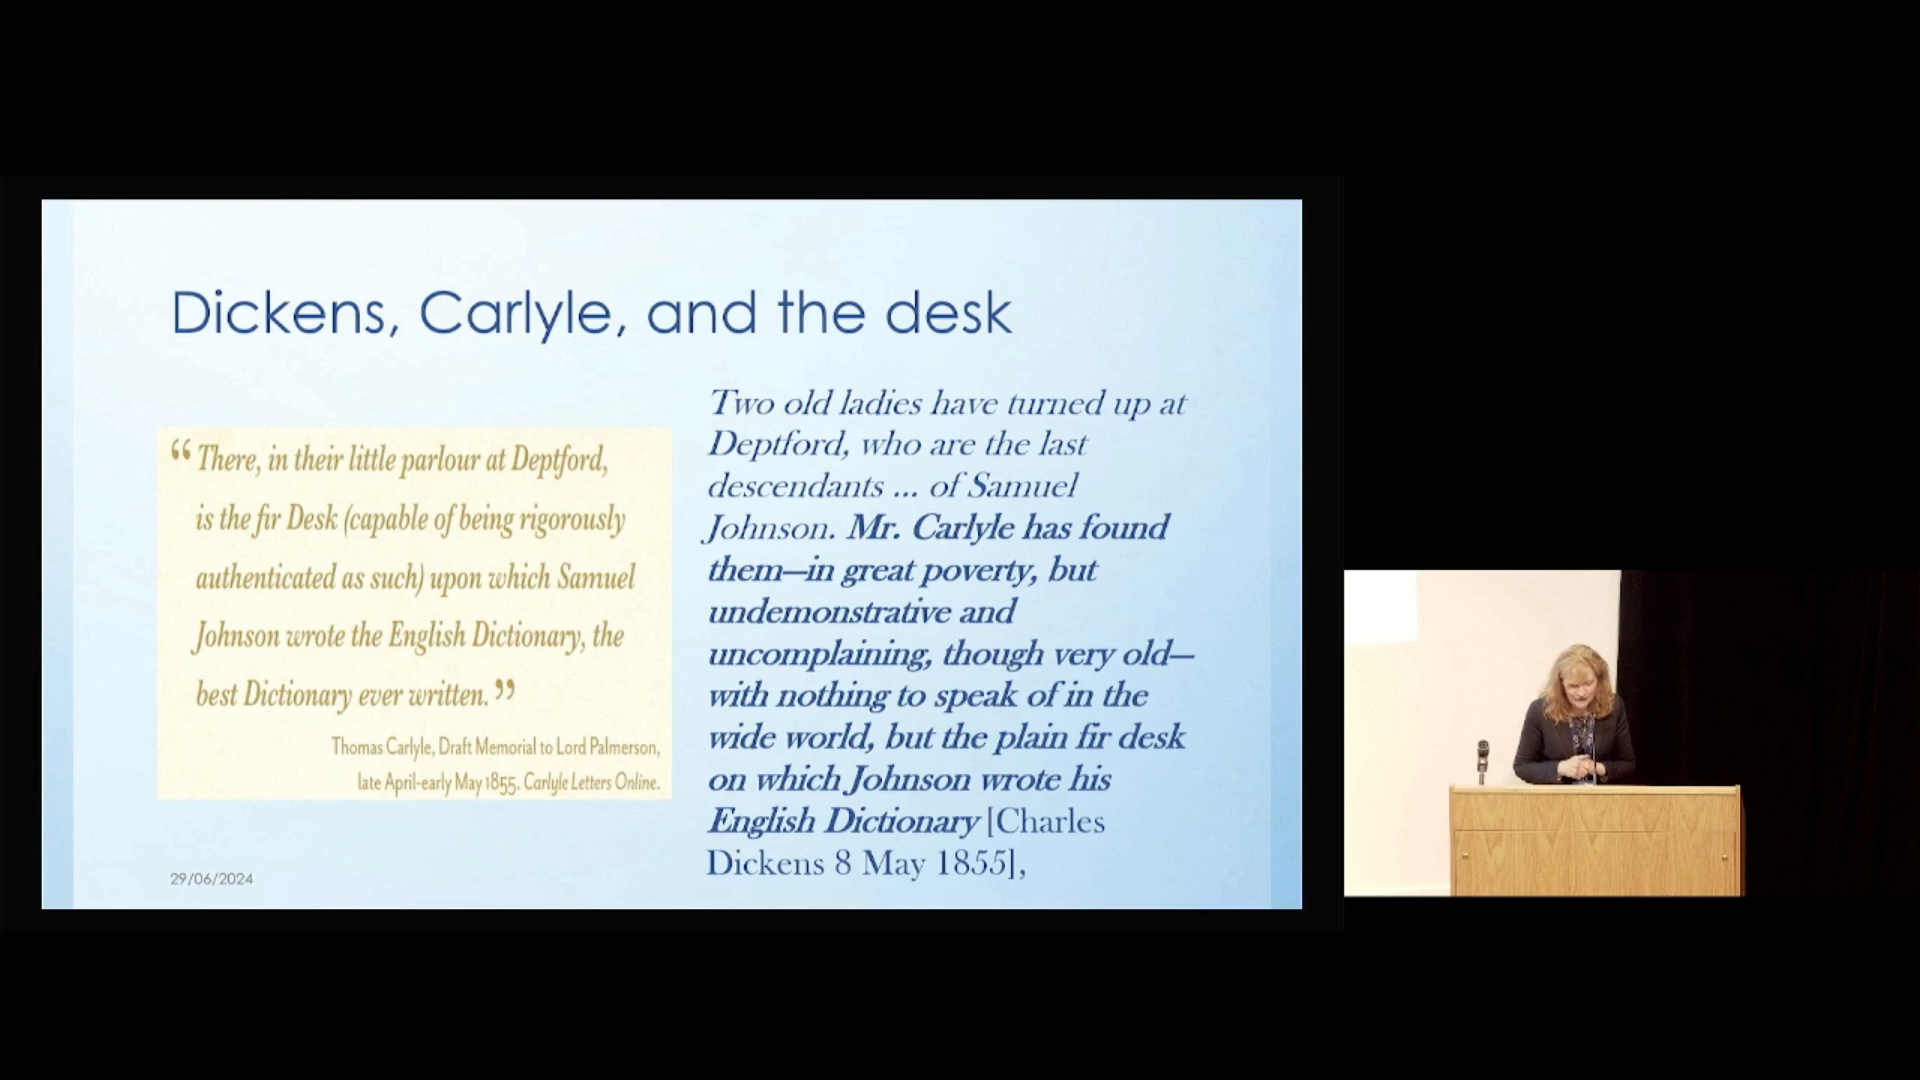 Dickens, Carlyle, and the desk
“ There, in their little parlour at Deptford,
is the fir Desk (capable of being rigorously
authenticated as such) upon which Samuel
Johnson wrote the English Dictionary, the
best Dictionary ever written.”
Thomas Carlyle, Draft Memorial to Lord Palmerson,
late April-early May 1855. Carlyle Letters Online.
Two old ladies have turned up at
Deptford, who are the last
descendants ... of Samuel
Johnson. Mr. Carlyle has found
them—in great poverty, but
undemonstrative and
uncomplaining, though very old—
with nothing to speak of in the
wide world, but the plain fir desk
on which Johnson wrote his
English Dictionary [Charles
Dickens 8 May 1855],
29/06/2024